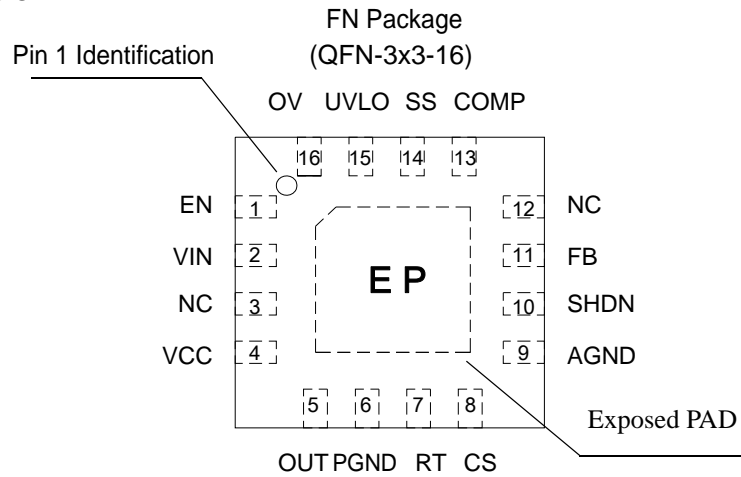 FN Package
Pin 1 Identification (QFN-3x3-16)
OV UVLO SS COMP
16 15 14 13
EN 1 12 NC
VIN 2 11 FB
E P
NC 3 10 SHDN
VCC 4 9 AGND
5 6 7 8
Exposed PAD
OUT PGND RT CS